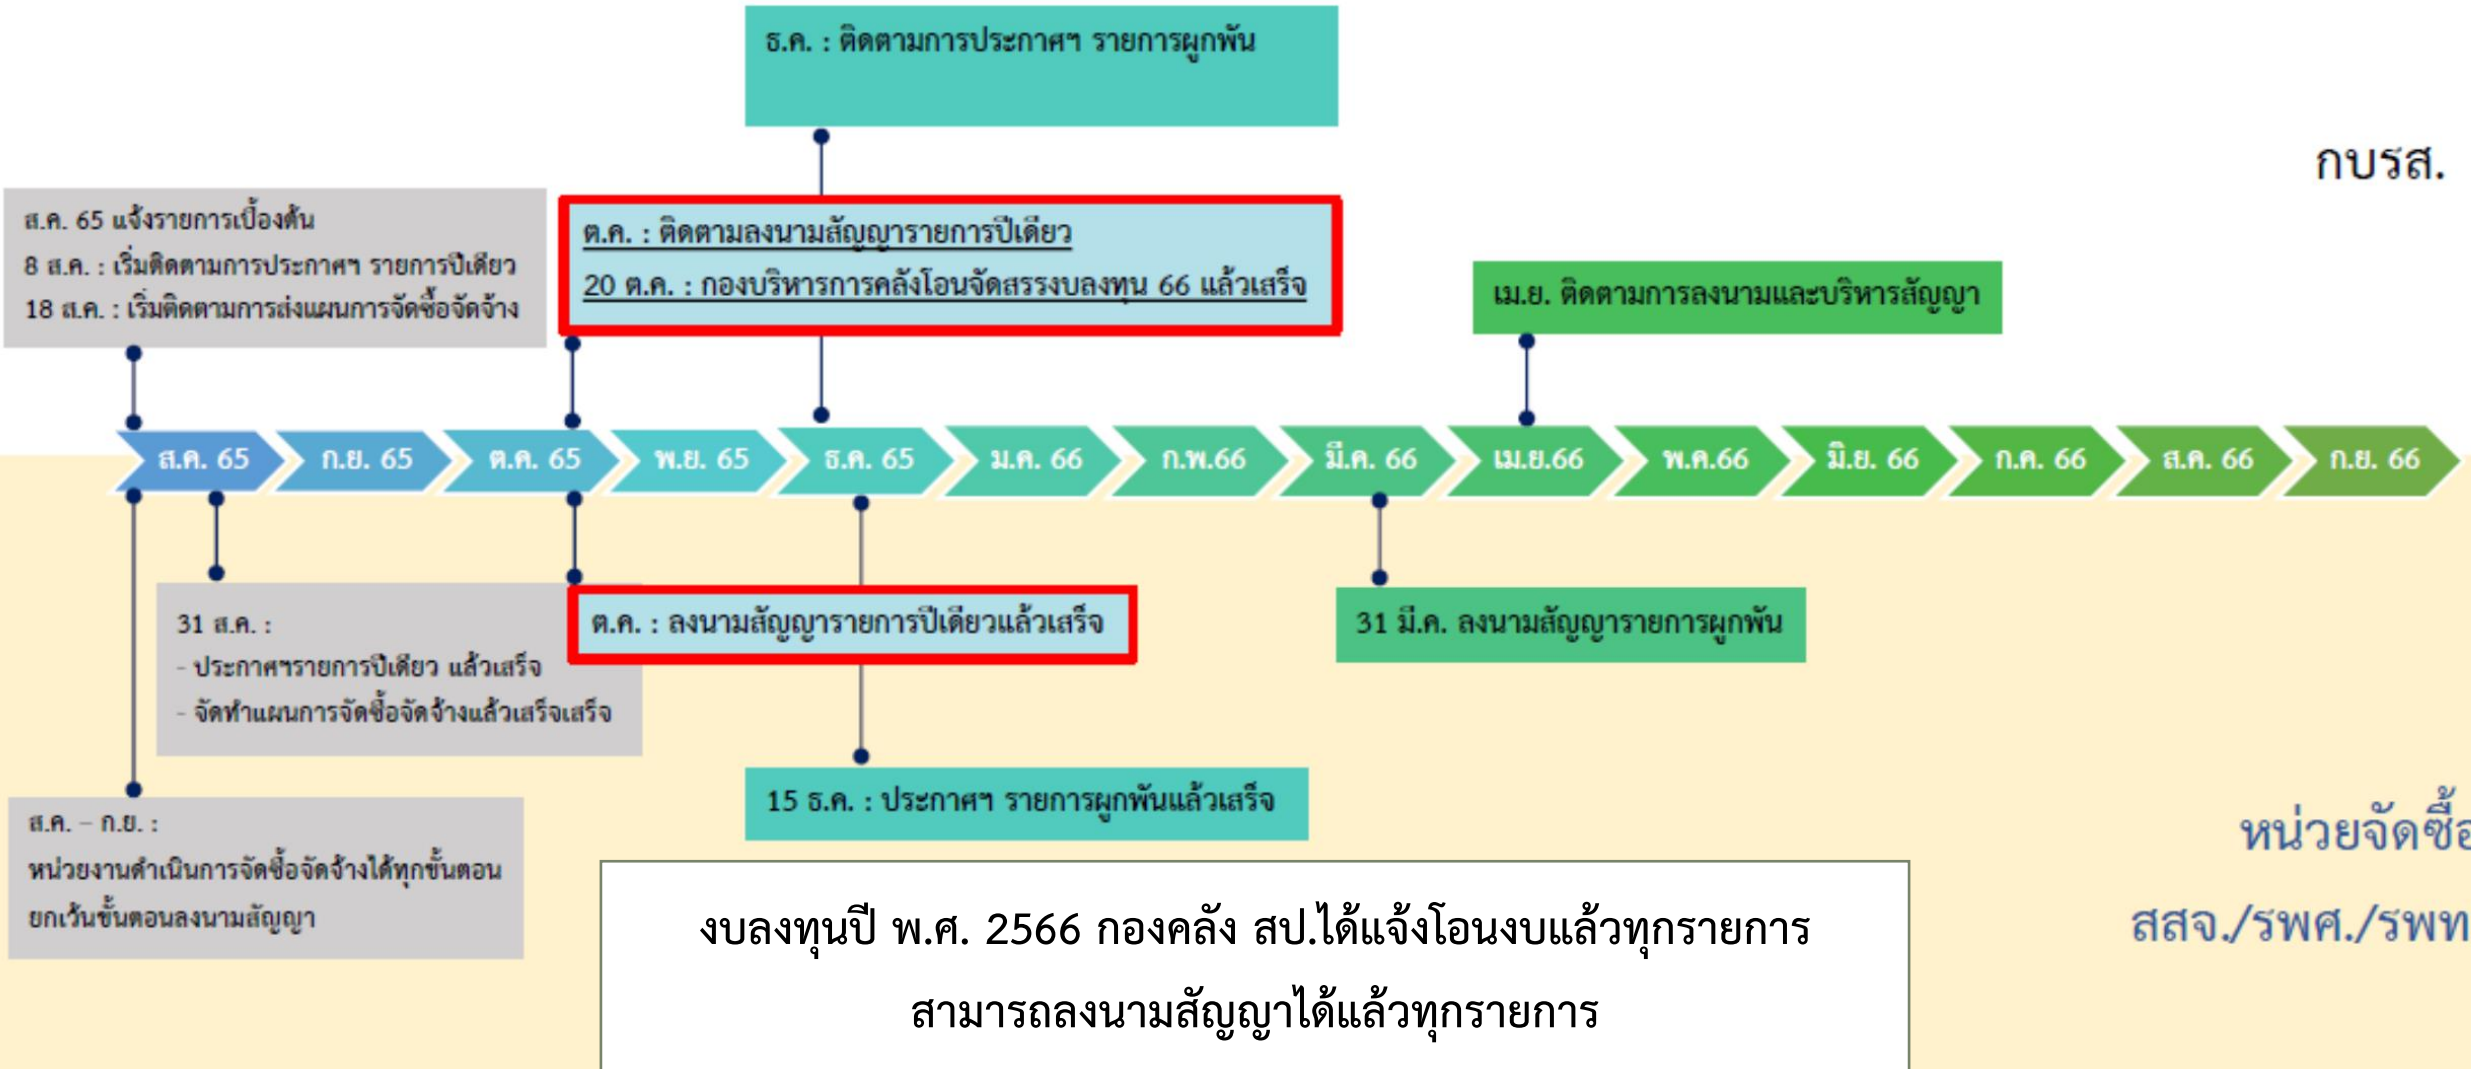 ธ.ค. : ติดตามการประกาศฯ รายการผูกพัน
กบรส.
ส.ค. 65 แจ้งรายการเบื้องต้น
8 ส.ค. : เริ่มติดตามการประกาศฯ รายการปีเดียว
18 ส.ค. : เริ่มติดตามการส่งแผนการจัดซื้อจัดจ้าง
ต.ค. : ติดตามลงนามสัญญารายการปีเดียว
20 ต.ค. : กองบริหารการคลังโอนจัดสรรงบลงทุน 66 แล้วเสร็จ
เม.ย. ติดตามการลงนามและบริหารสัญญา
ส.ค. 65 ก.ย. 65 ต.ค. 65 พ.ย. 65 ธ.ค. 65 ม.ค. 66 ก.พ.66 มี.ค. 66 เม.ย.66 พ.ค.66 มิ.ย. 66 ก.ค. 66 ส.ค. 66 ก.ย. 66
31 ส.ค. :
- ประกาศฯรายการปีเดียว แล้วเสร็จ
- จัดทำแผนการจัดซื้อจัดจ้างแล้วเสร็จเสร็จ
ต.ค. : ลงนามสัญญารายการปีเดียวแล้วเสร็จ
31 มี.ค. ลงนามสัญญารายการผูกพัน
15 ธ.ค. : ประกาศฯ รายการผูกพันแล้วเสร็จ
ส.ค. – ก.ย. :
หน่วยงานดำเนินการจัดซื้อจัดจ้างได้ทุกขั้นตอน
ยกเว้นขั้นตอนลงนามสัญญา
หน่วยจัดซื้อ
สสจ./รพศ./รพท
งบลงทุนปี พ.ศ. 2566 กองคลัง สป.ได้แจ้งโอนงบแล้วทุกรายการ
สามารถลงนามสัญญาได้แล้วทุกรายการ